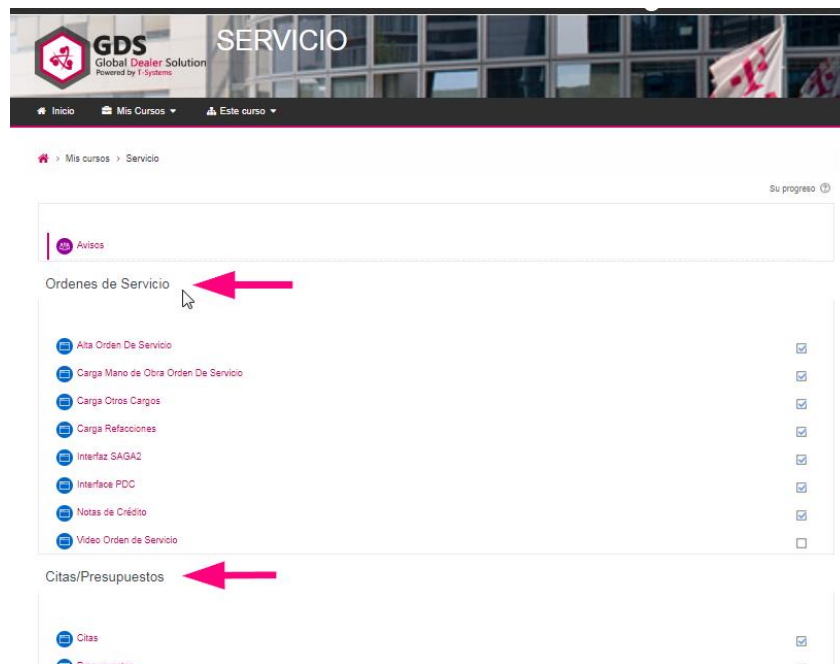 GDS
Global Dealer Solution
Powered by T-Systems
SERVICIO
Inicio
Mis Cursos
Este curso
> Mis cursos > Servicio
Su progreso
Avisos
Ordenes de Servicio
Alta Orden De Servicio
Carga Mano de Obra Orden De Servicio
Carga Otros Cargos
Carga Refacciones
Interfaz SAGA2
Interface PDC
Notas de Crédito
Video Orden de Servicio
Citas/Presupuestos
Citas